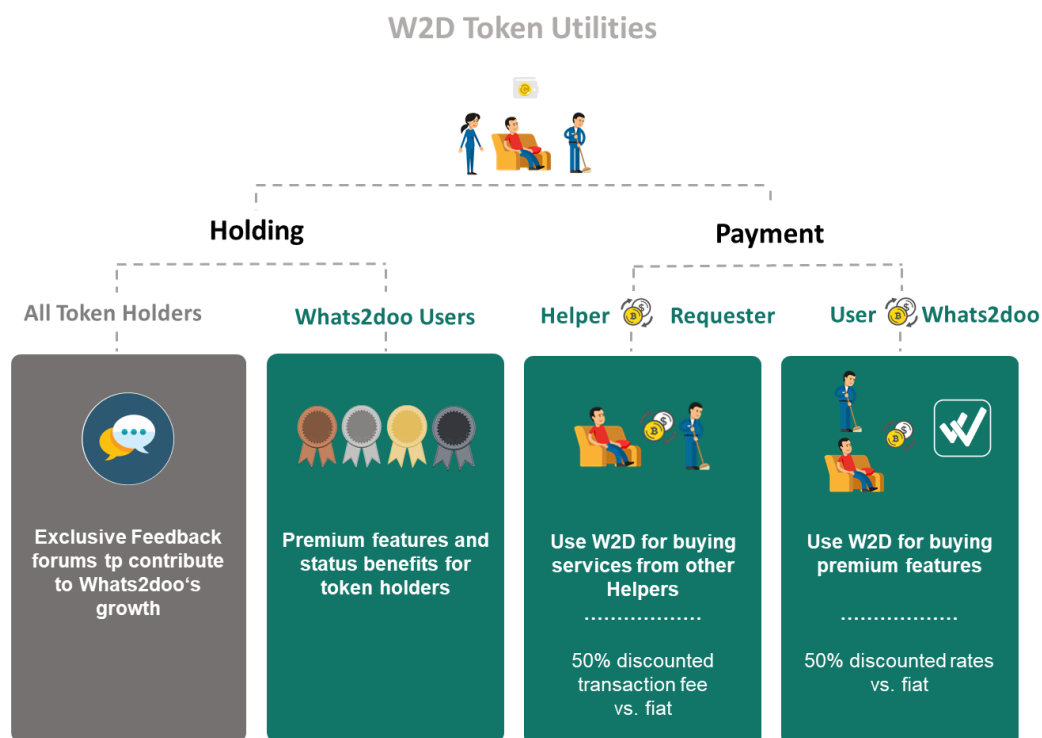 W2D Token Utilities
Holding
Payment
All Token Holders
Whats2doo Users
Helper Requester
User Whats2doo
Exclusive Feedback
forums tp contribute
to Whats2doo‘s
growth
Premium features and
status benefits for
token holders
Use W2D for buying
services from other
Helpers
...................
50% discounted
transaction fee
vs. fiat
Use W2D for buying
premium features
...................
50% discounted rates
vs. fiat